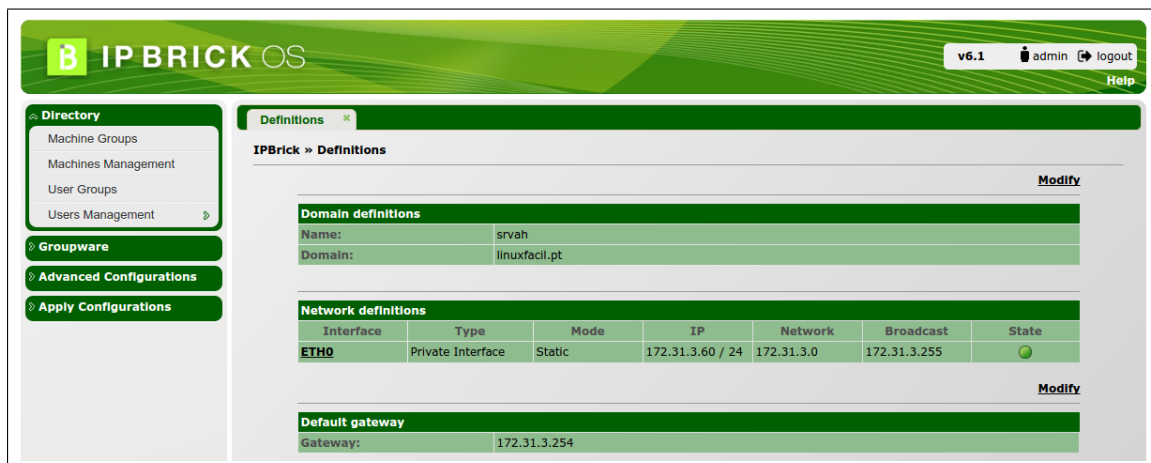 IPBRICK OS
v6.1 admin logout
Help
Directory
Machine Groups
Machines Management
User Groups
Users Management
Groupware
Advanced Configurations
Apply Configurations
Definitions
IPBrick » Definitions
Modify
Domain definitions
Name: srvah
Domain: linuxfacil.pt
Network definitions
Interface Type Mode IP Network Broadcast State
ETH0 Private Interface Static 172.31.3.60 / 24 172.31.3.0 172.31.3.255
Modify
Default gateway
Gateway: 172.31.3.254